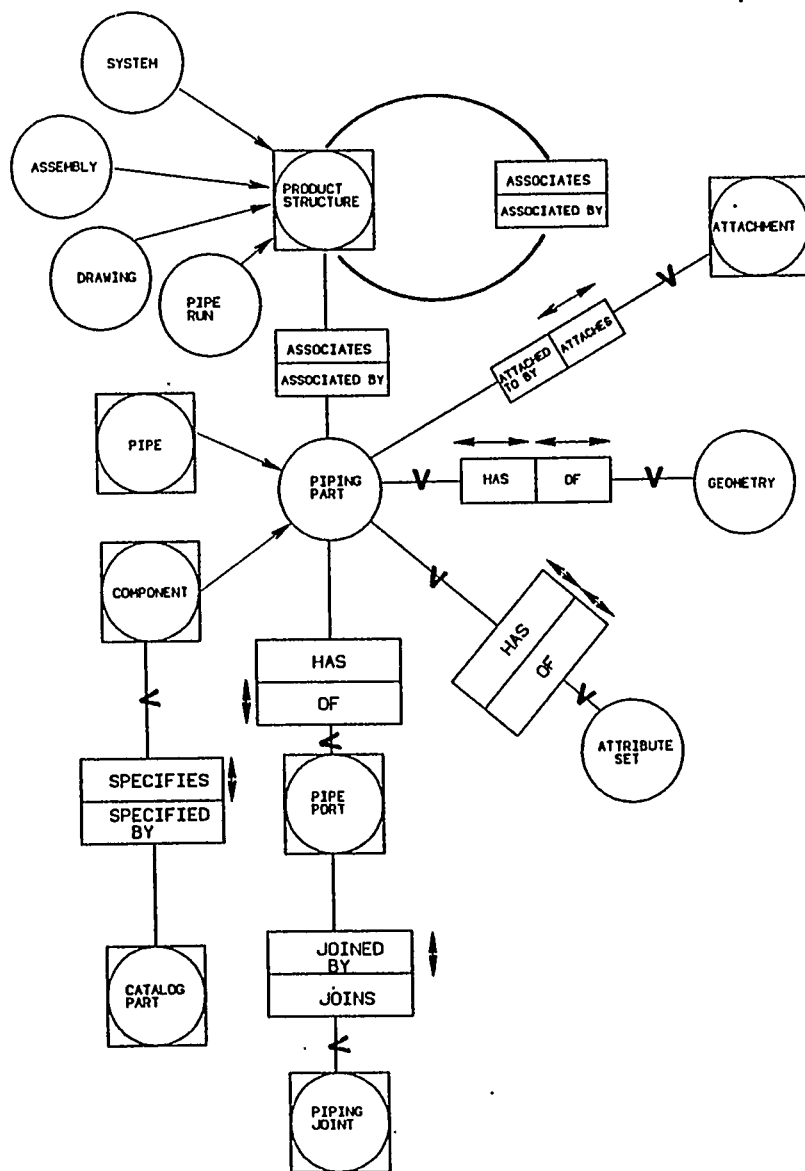 SYSTEM
ASSEMBLY
PRODUCT
STRUCTURE
ASSOCIATES
ASSOCIATED BY
ATTACHMENT
DRAWING
PIPE
RUN
ATTACHED
TO BY
ATTACHES
ASSOCIATES
ASSOCIATED BY
PIPE
PIPING
PART
HAS
OF
GEOMETRY
COMPONENT
HAS
OF
HAS
OF
ATTRIBUTE
SET
SPECIFIES
SPECIFIED
BY
PIPE
PORT
JOINED
BY
JOINS
CATALOG
PART
PIPING
JOINT